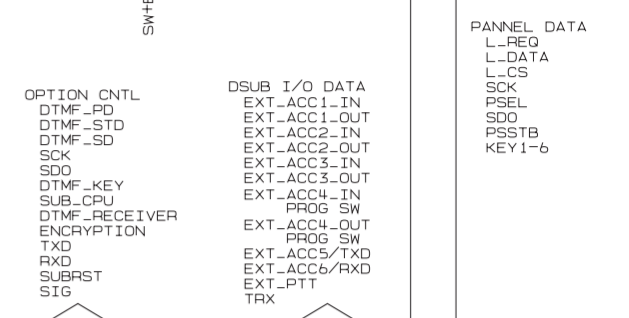 SW+B
OPTION CNTL
DTMF_PD
DTMF_STD
DTMF_SD
SCK
SDO
DTMF_KEY
SUB_CPU
DTMF_RECEIVER
ENCRYPTION
TXD
RXD
SUBRST
SIG
DSUB I/O DATA
EXT_ACC1_IN
EXT_ACC1_OUT
EXT_ACC2_IN
EXT_ACC2_OUT
EXT_ACC3_IN
EXT_ACC3_OUT
EXT_ACC4_IN
PROG SW
EXT_ACC4_OUT
PROG SW
EXT_ACC5/TXD
EXT_ACC6/RXD
EXT_PTT
TRX
PANNEL DATA
L_REQ
L_DATA
L_CS
SCK
PSEL
SDO
PSSTB
KEY1-6